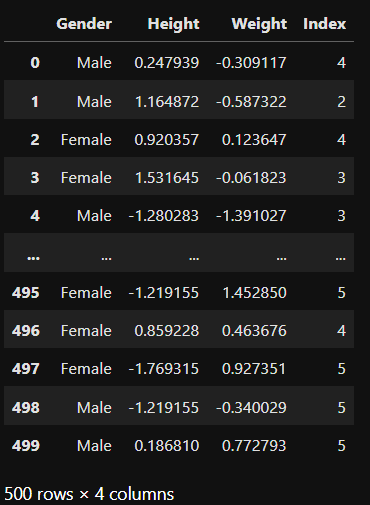 Gender Height Weight Index
0 Male 0.247939 -0.309117 4
1 Male 1.164872 -0.587322 2
2 Female 0.920357 0.123647 4
3 Female 1.531645 -0.061823 3
4 Male -1.280283 -1.391027 3
... ... ... ... ...
495 Female -1.219155 1.452850 5
496 Female 0.859228 0.463676 4
497 Female -1.769315 0.927351 5
498 Male -1.219155 -0.340029 5
499 Male 0.186810 0.772793 5
500 rows × 4 columns